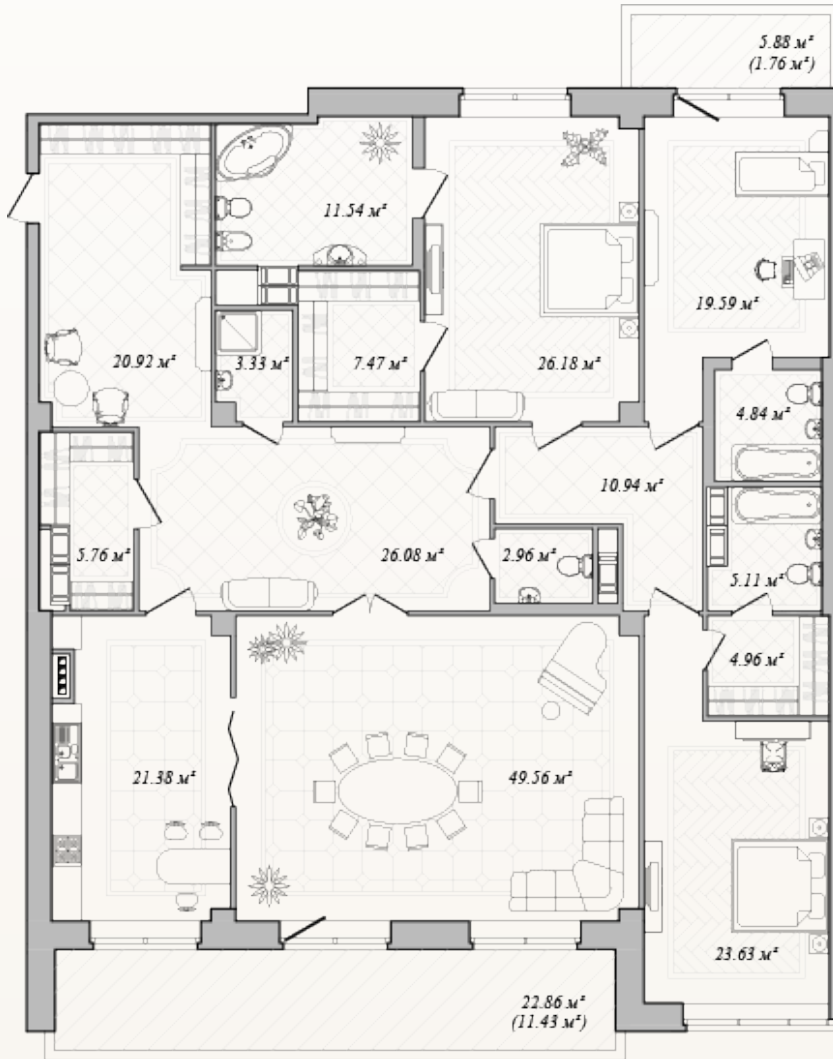 5.88 м²
(1.76 м²)
11.54 м²
19.59 м²
20.92 м²
3.33 м²
7.47 м²
26.18 м²
4.84 м²
10.94 м²
5.76 м²
26.08 м²
2.96 м²
5.11 м²
4.96 м²
21.38 м²
49.56 м²
23.63 м²
22.86 м²
(11.43 м²)